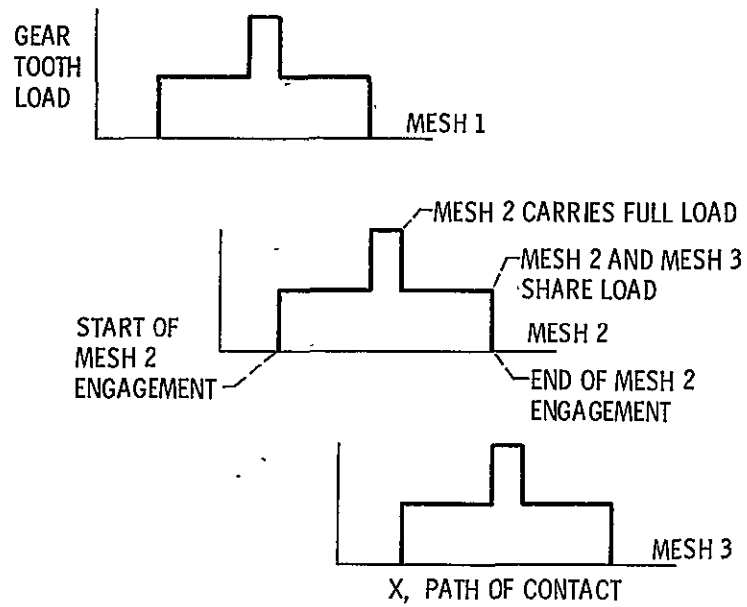 GEAR
TOOTH
LOAD
MESH 1
MESH 2 CARRIES FULL LOAD
MESH 2 AND MESH 3
SHARE LOAD
START OF
MESH 2
ENGAGEMENT
MESH 2
END OF MESH 2
ENGAGEMENT
MESH 3
X, PATH OF CONTACT